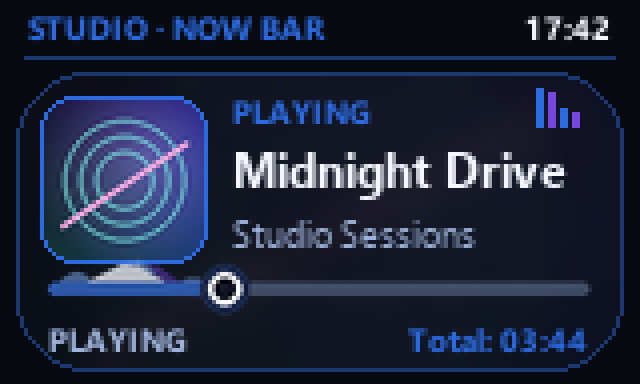 STUDIO · NOW BAR 17:42
PLAYING
Midnight Drive
Studio Sessions
PLAYING Total: 03:44